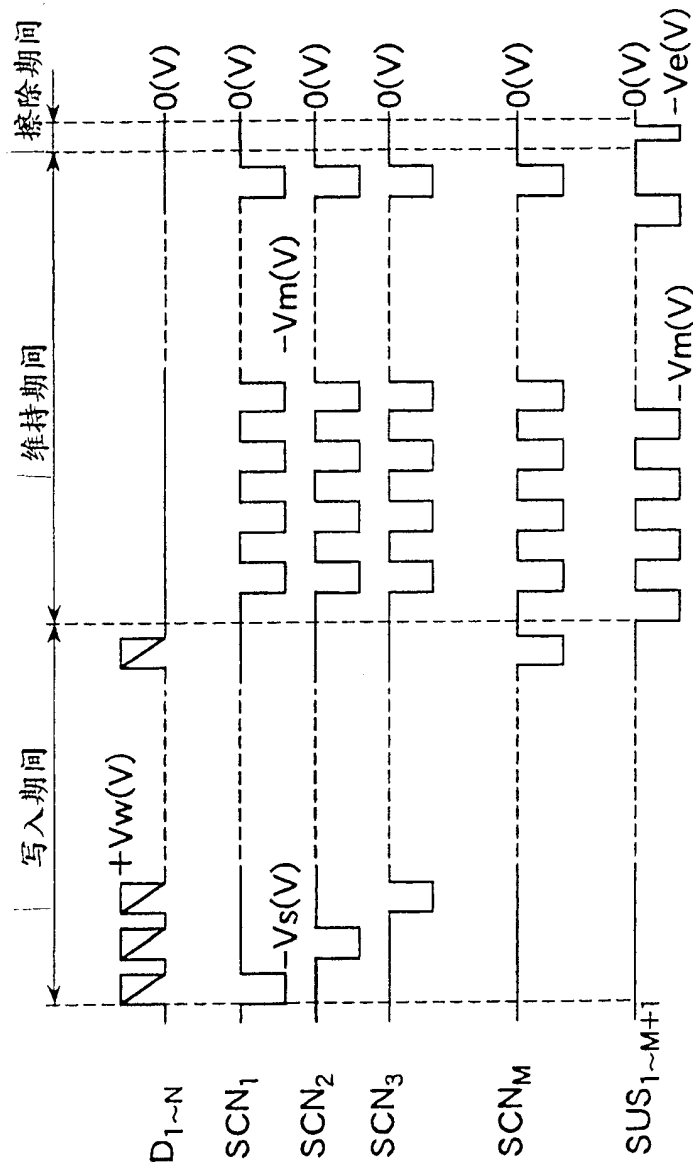 写入期间 维持期间 擦除期间
+Vw(V)
D1~N 0(V)
SCN1 0(V)
-Vs(V) -Vm(V)
SCN2 0(V)
SCN3 0(V)
SCNM 0(V)
SUS1~M+1 0(V)
-Vm(V) -Ve(V)